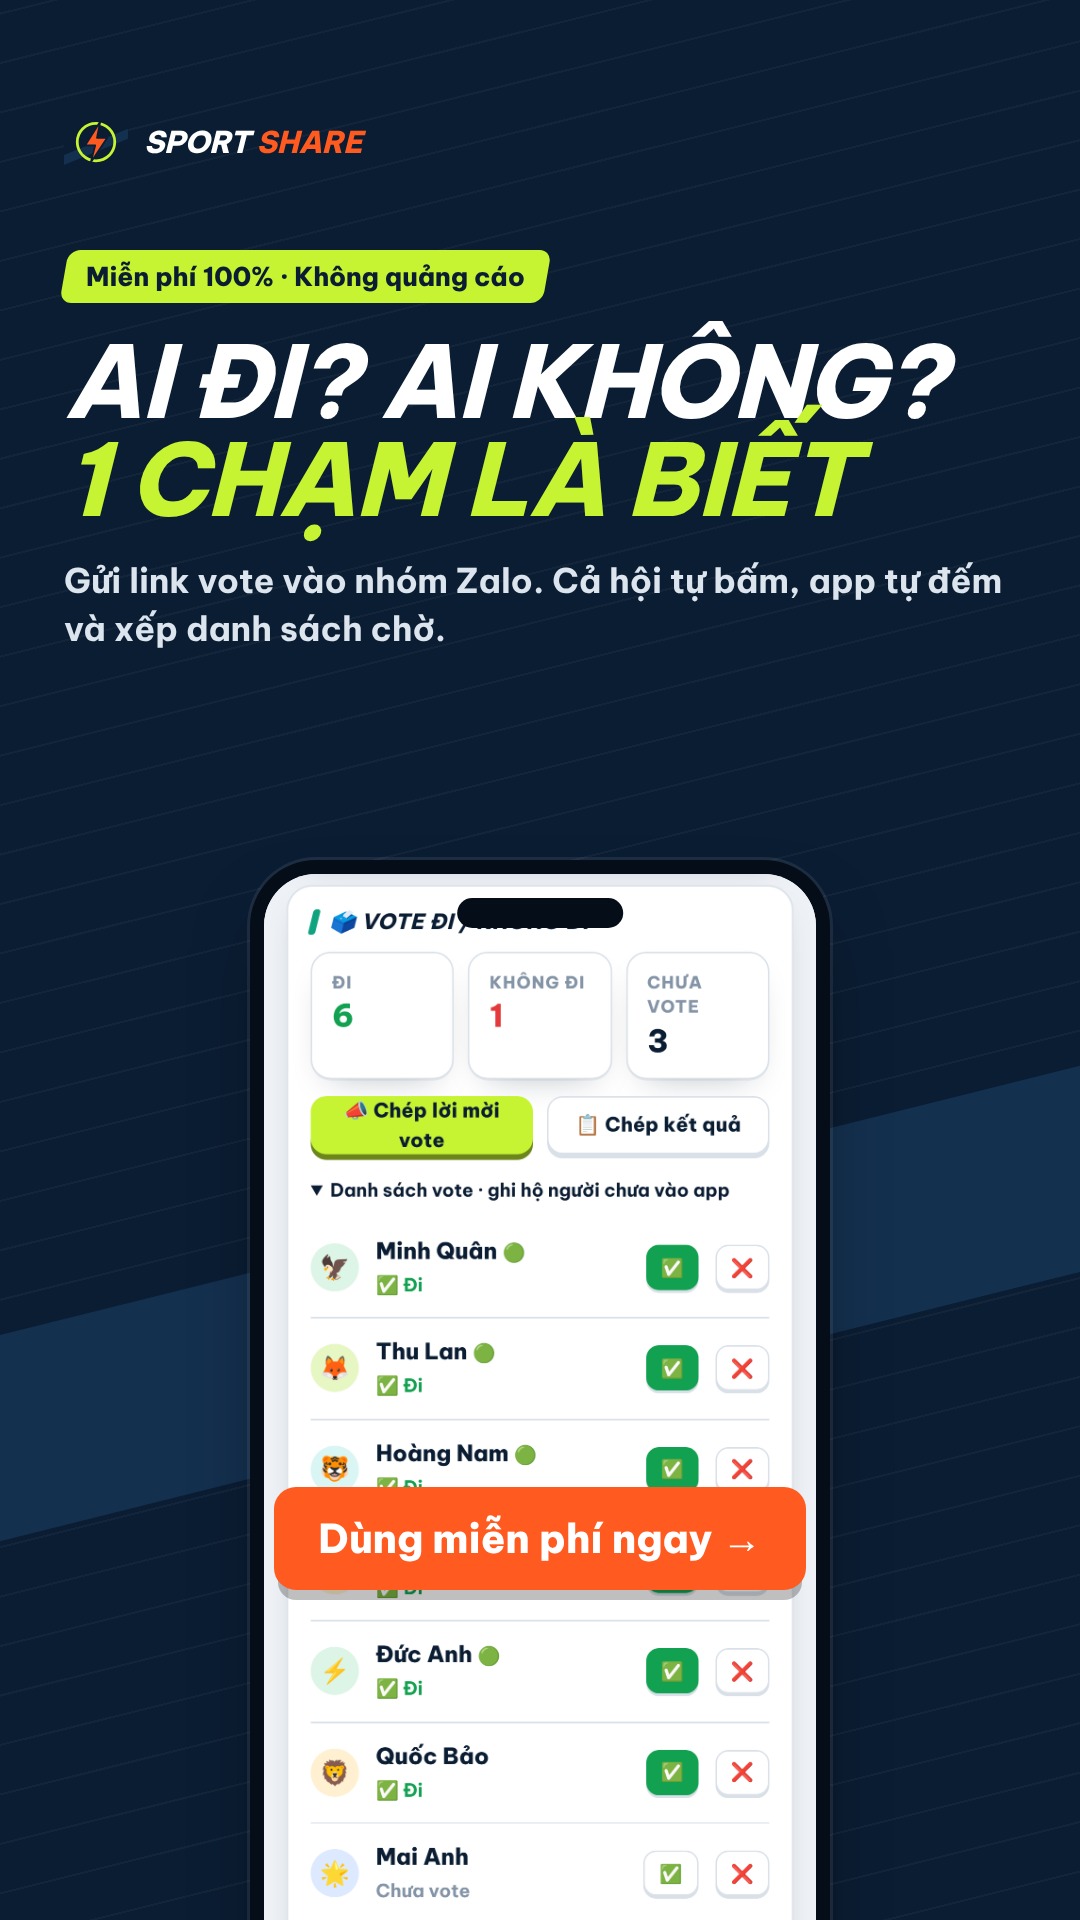 SPORT SHARE
Miễn phí 100% · Không quảng cáo
AI ĐI? AI KHÔNG?
1 CHẠM LÀ BIẾT
Gửi link vote vào nhóm Zalo. Cả hội tự bấm, app tự đếm
và xếp danh sách chờ.
VOTE ĐI /
ĐI
6
KHÔNG ĐI
1
CHƯA
VOTE
3
Chép lời mời
vote
Chép kết quả
Danh sách vote · ghi hộ người chưa vào app
Minh Quân
Đi
Thu Lan
Đi
Hoàng Nam
Dùng miễn phí ngay →
Đức Anh
Đi
Quốc Bảo
Đi
Mai Anh
Chưa vote